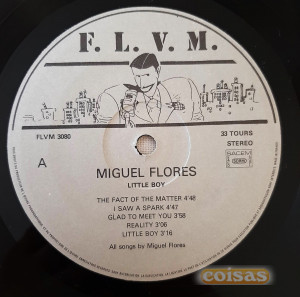 F. L. V. M.
FLVM 3080
33 TOURS
STEREO
SACEM
A
MIGUEL FLORES
LITTLE BOY
THE FACT OF THE MATTER 4'48
I SAW A SPARK 4'47
GLAD TO MEET YOU 3'58
REALITY 3'06
LITTLE BOY 3'16
All songs by Miguel Flores
coisas